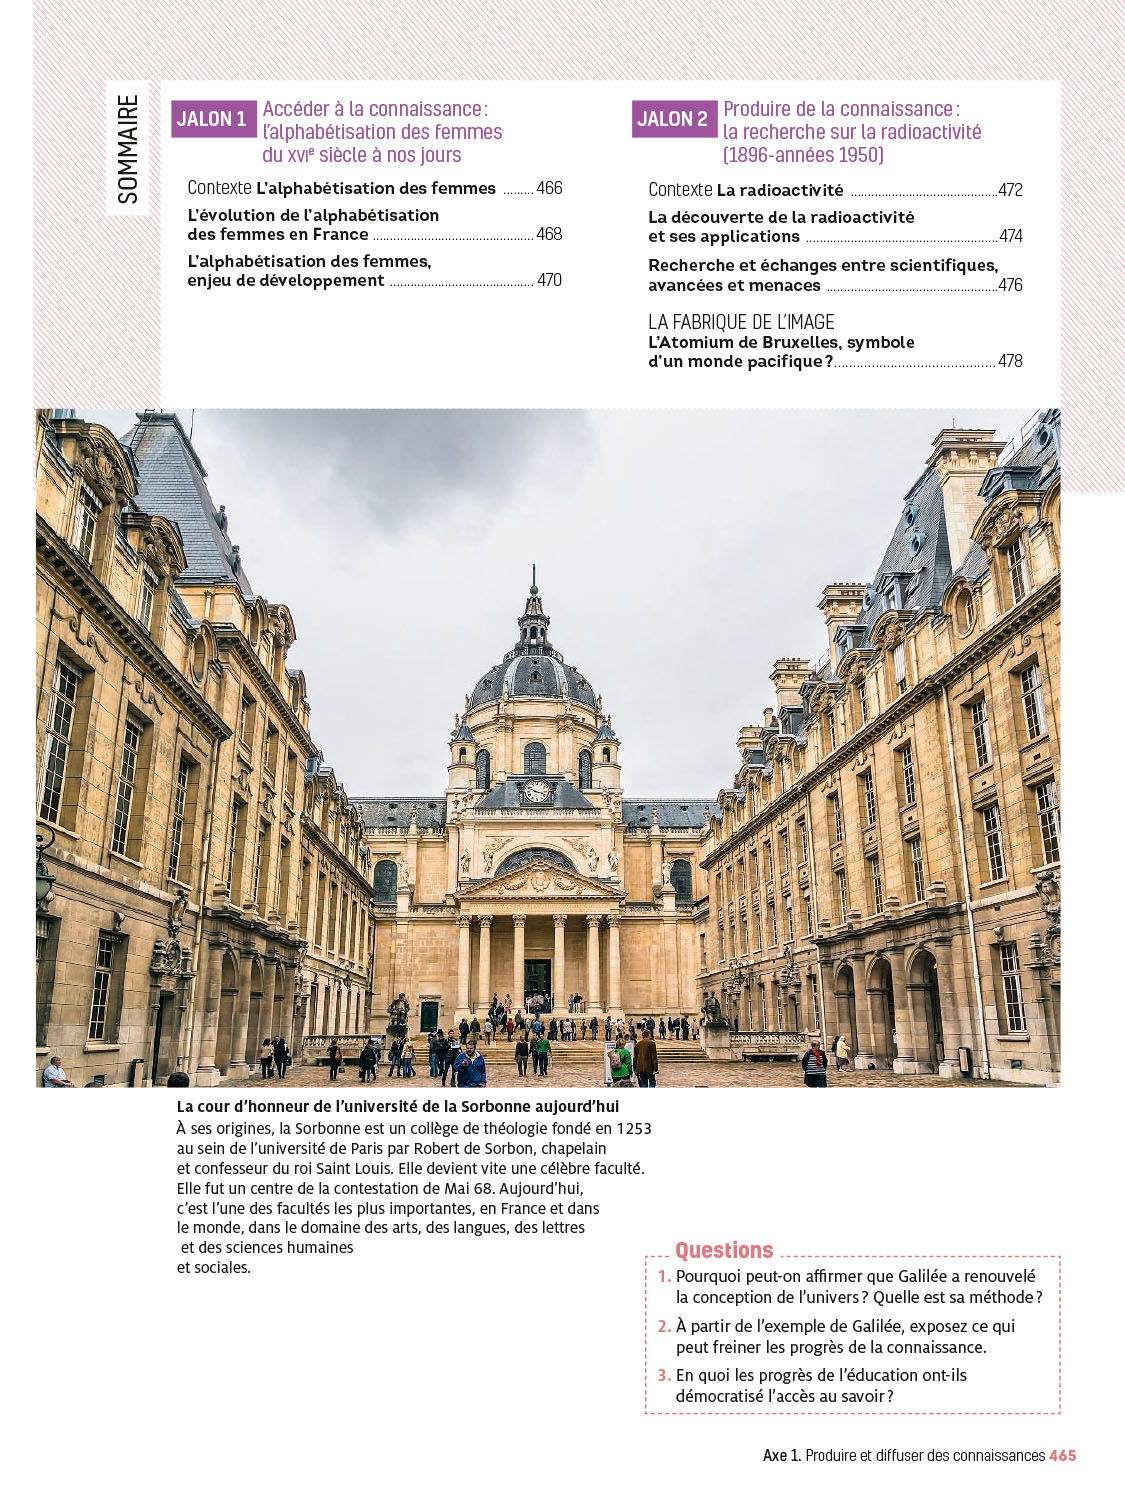 SOMMAIRE
JALON 1
Accéder à la connaissance :
l'alphabétisation des femmes
du XVIe siècle à nos jours
Contexte L'alphabétisation des femmes ......... 466
L'évolution de l'alphabétisation
des femmes en France ................................................ 468
L'alphabétisation des femmes,
enjeu de développement ........................................... 470
JALON 2
Produire de la connaissance :
la recherche sur la radioactivité
(1896-années 1950)
Contexte La radioactivité ............................................472
La découverte de la radioactivité
et ses applications .........................................................474
Recherche et échanges entre scientifiques,
avancées et menaces ...................................................476
LA FABRIQUE DE L'IMAGE
L'Atomium de Bruxelles, symbole
d'un monde pacifique ?........................................... 478
La cour d'honneur de l'université de la Sorbonne aujourd'hui
À ses origines, la Sorbonne est un collège de théologie fondé en 1253
au sein de l'université de Paris par Robert de Sorbon, chapelain
et confesseur du roi Saint Louis. Elle devient vite une célèbre faculté.
Elle fut un centre de la contestation de Mai 68. Aujourd'hui,
c'est l'une des facultés les plus importantes, en France et dans
le monde, dans le domaine des arts, des langues, des lettres
et des sciences humaines
et sociales.
Questions
1. Pourquoi peut-on affirmer que Galilée a renouvelé
la conception de l'univers ? Quelle est sa méthode ?
2. À partir de l'exemple de Galilée, exposez ce qui
peut freiner les progrès de la connaissance.
3. En quoi les progrès de l'éducation ont-ils
démocratisé l'accès au savoir ?
Axe 1. Produire et diffuser des connaissances 465